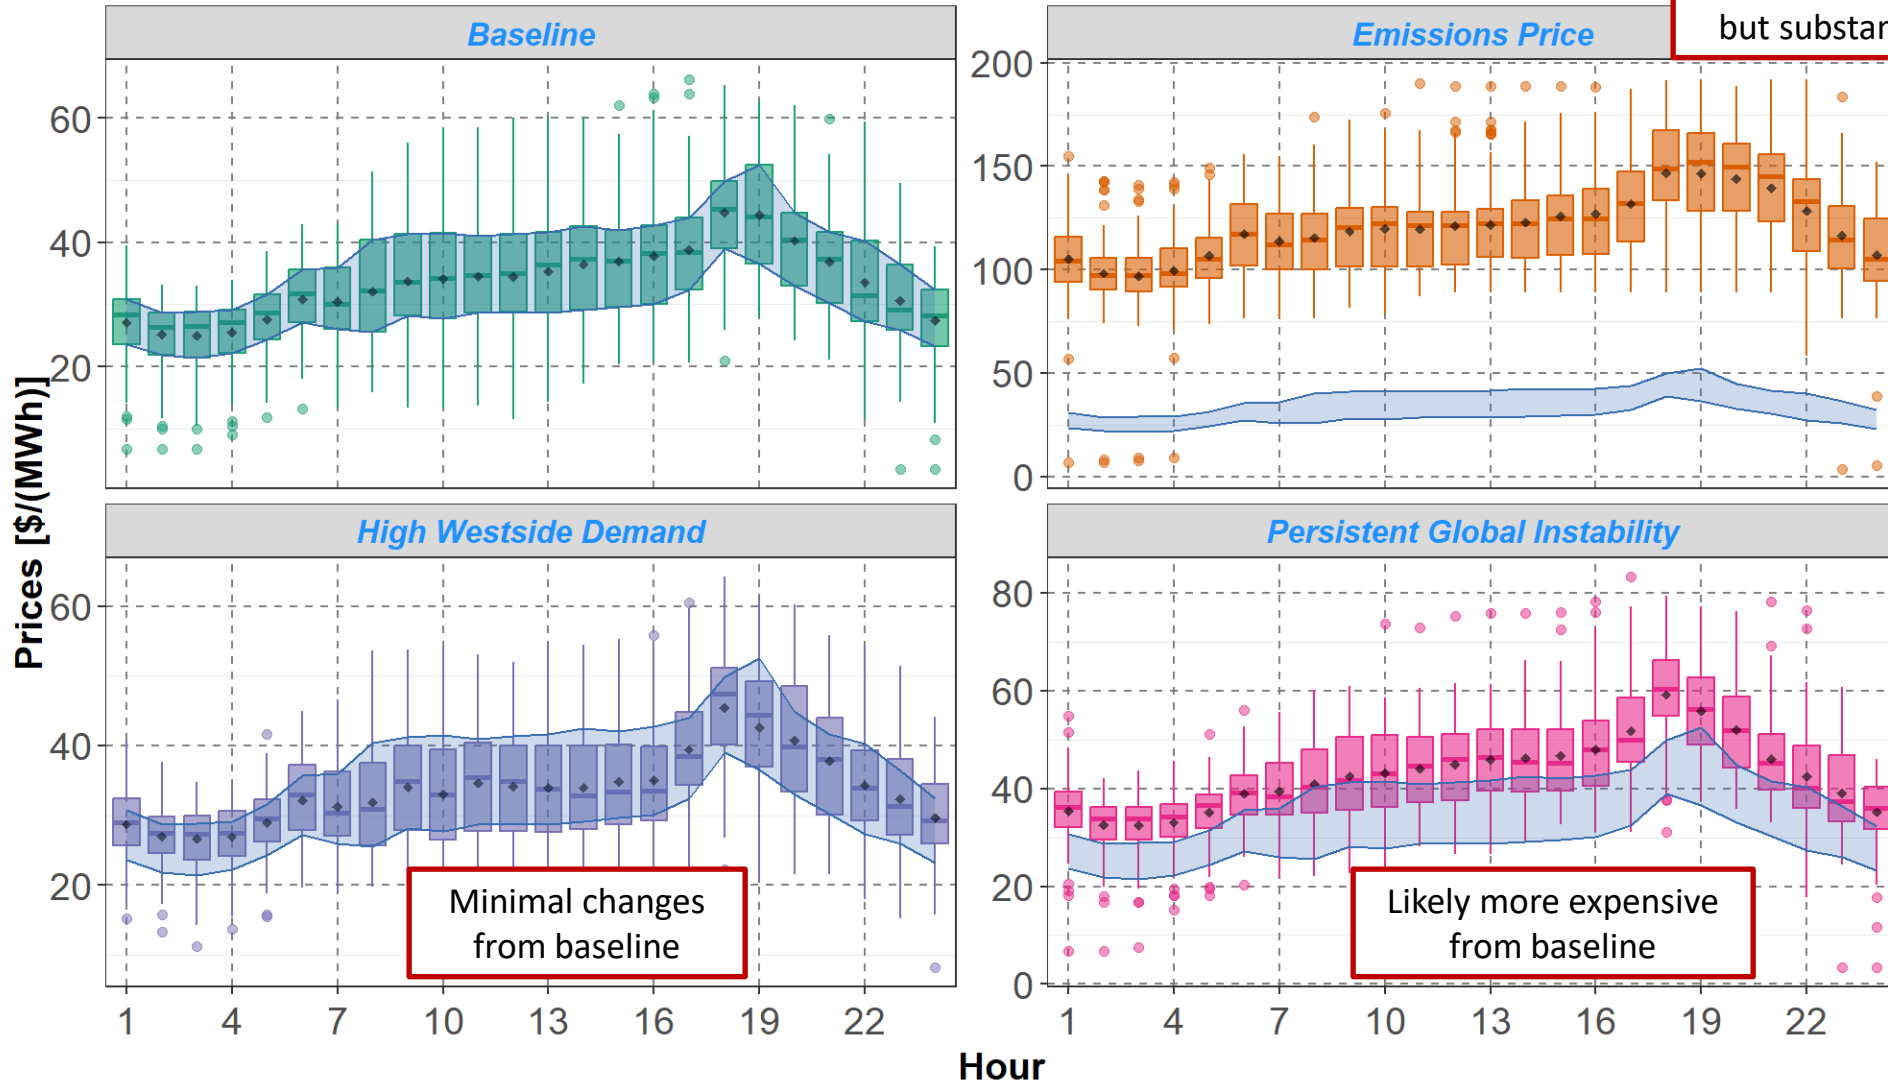 but substan
Baseline
Emissions Price
60
40
20
200
150
100
50
0
High Westside Demand
Persistent Global Instability
60
40
20
80
60
40
20
0
Minimal changes
from baseline
Likely more expensive
from baseline
1 4 7 10 13 16 19 22
1 4 7 10 13 16 19 22
Prices [$/(MWh)]
Hour